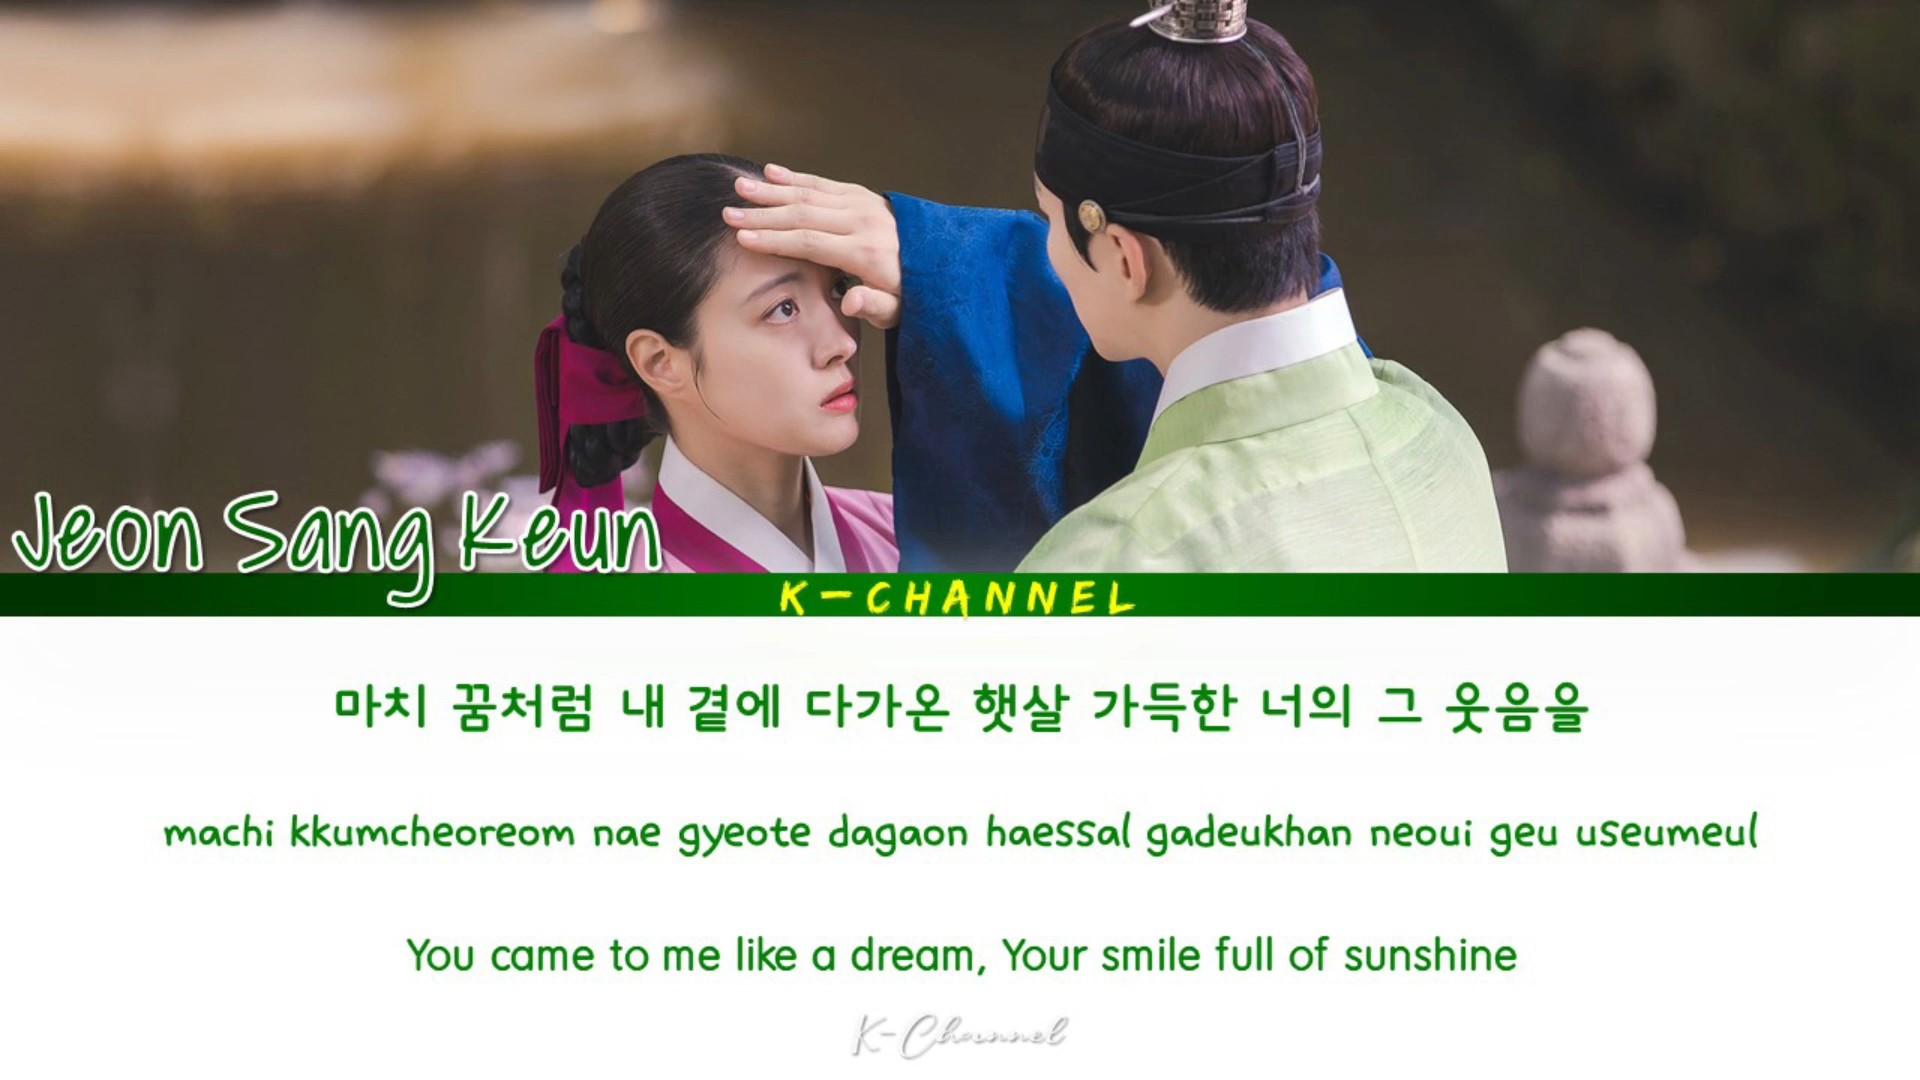 Jeon Sang Keun
K-CHANNEL
마치 꿈처럼 내 곁에 다가온 햇살 가득한 너의 그 웃음을
machi kkumcheoreom nae gyeote dagaon haessal gadeukhan neoui geu useumeul
You came to me like a dream, Your smile full of sunshine
K-Channel